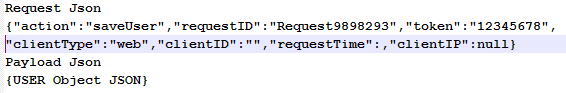 Request Json
{"action":"saveUser","requestID":"Request9898293","token":"12345678",
"clientType":"web","clientID":"","requestTime":,"clientIP":null}
Payload Json
{USER Object JSON}